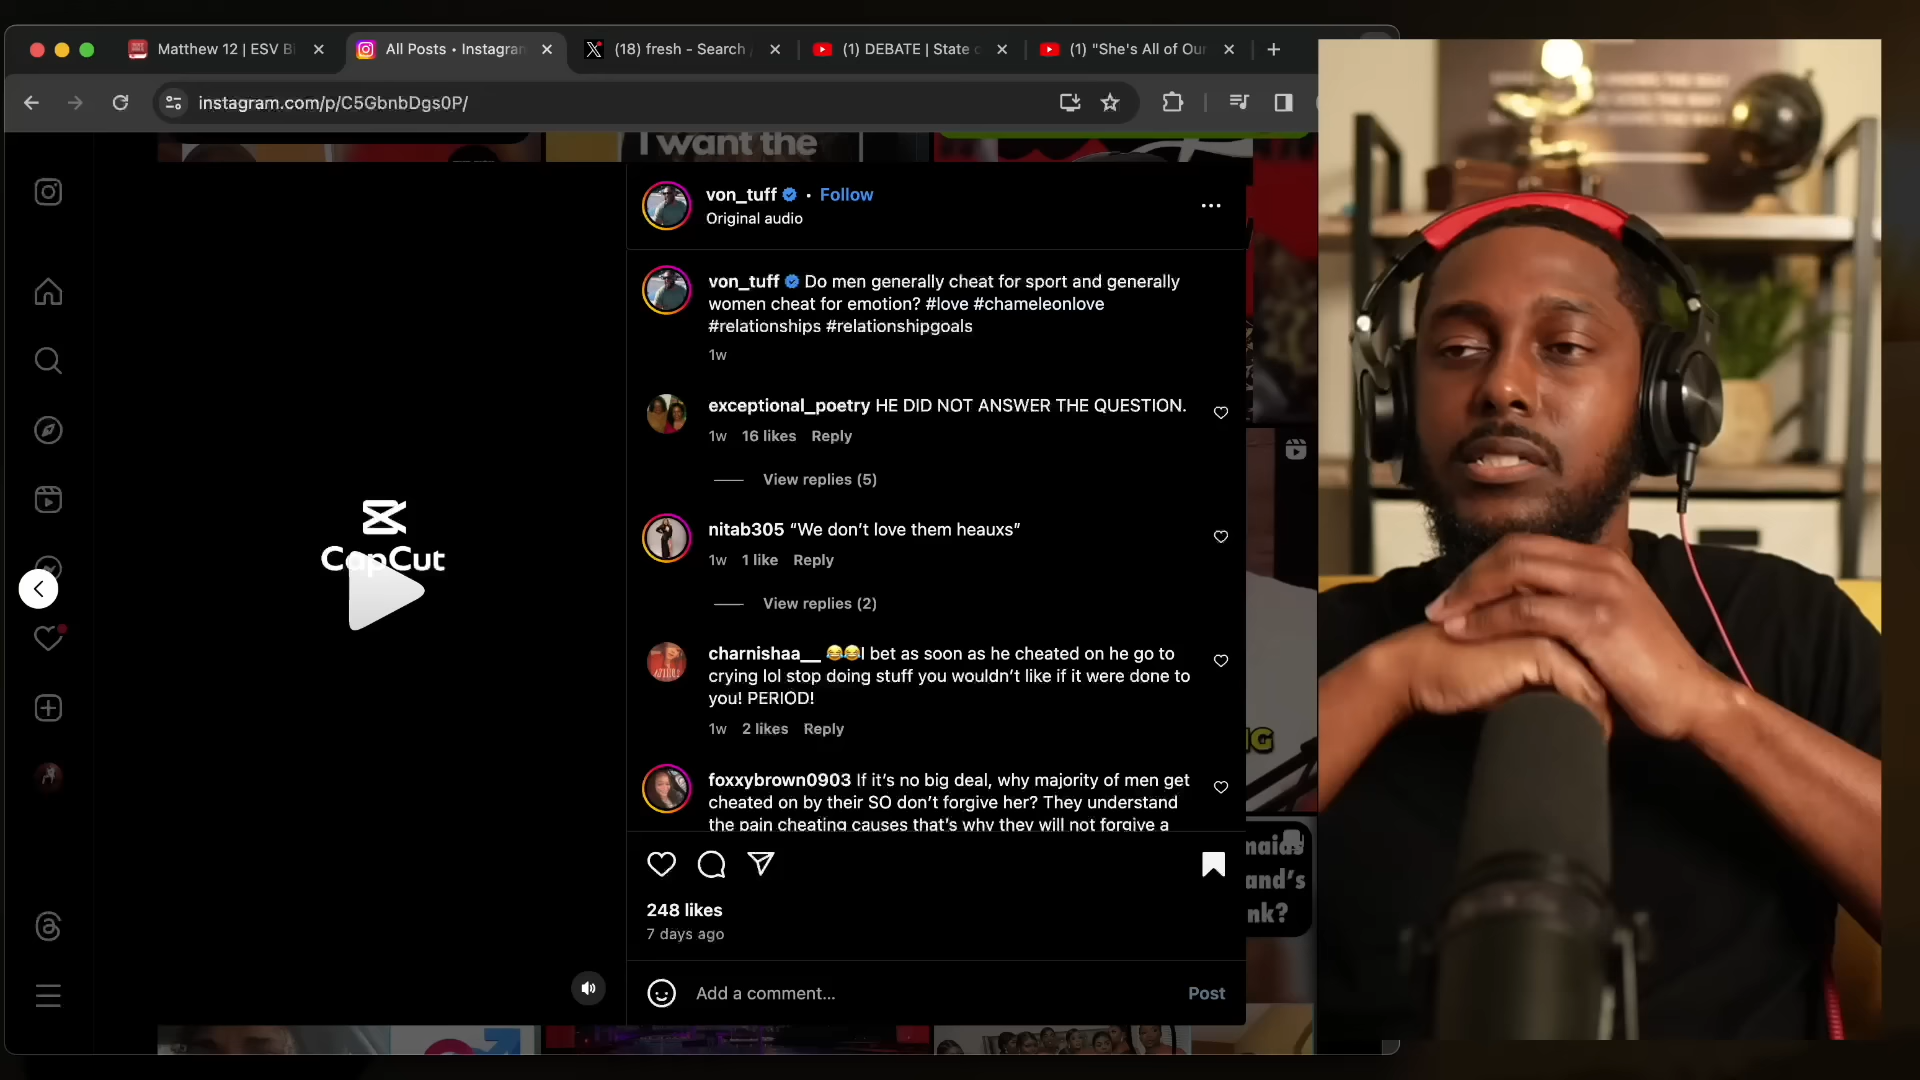 Matthew 12 | ESV Bi
All Posts • Instagram
(18) fresh - Search
(1) DEBATE | State o
(1) "She's All of Our
instagram.com/p/C5GbnbDgs0P/
I want the
von_tuff • Follow
Original audio
von_tuff Do men generally cheat for sport and generally
women cheat for emotion? #love #chameleonlove
#relationships #relationshipgoals
1w
exceptional_poetry HE DID NOT ANSWER THE QUESTION.
1w 16 likes Reply
View replies (5)
nitab305 “We don’t love them heauxs”
1w 1 like Reply
View replies (2)
charnishaa__ 😂😂I bet as soon as he cheated on he go to
crying lol stop doing stuff you wouldn’t like if it were done to
you! PERIOD!
1w 2 likes Reply
foxxybrown0903 If it’s no big deal, why majority of men get
cheated on by their SO don’t forgive her? They understand
the pain cheating causes that’s why they will not forgive a
CapCut
248 likes
7 days ago
Add a comment...
Post
maids
and’s
nk?